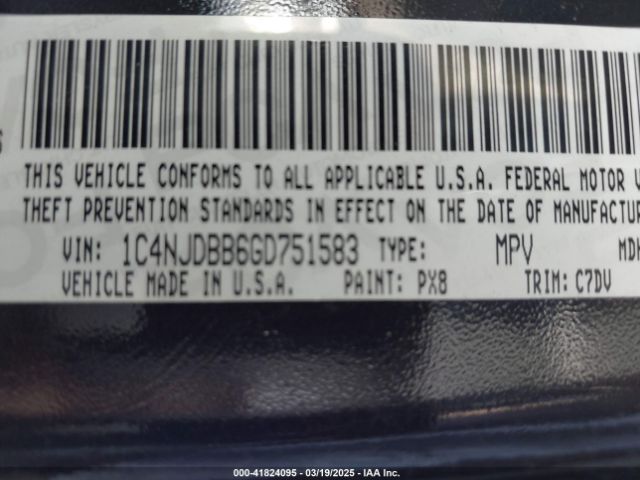 THIS VEHICLE CONFORMS TO ALL APPLICABLE U.S.A. FEDERAL MOTOR V
THEFT PREVENTION STANDARDS IN EFFECT ON THE DATE OF MANUFACTUR
VIN: 1C4NJDBB6GD751583 TYPE: MPV MDH
VEHICLE MADE IN U.S.A. PAINT: PX8 TRIM: C7DV
0-41824095 - 03/19/2025 - IAA Inc.